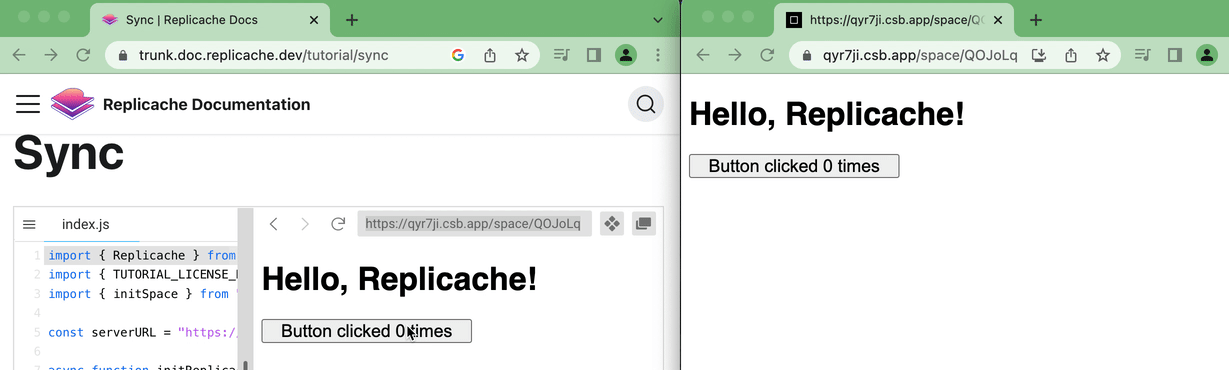 Sync | Replicache Docs
trunk.doc.replicache.dev/tutorial/sync
Replicache Documentation
Sync
index.js
https://qyr7ji.csb.app/space/QOJoLq
1 import { Replicache } from
2 import { TUTORIAL_LICENSE_
3 import { initSpace } from
4
5 const serverURL = "https:/
6
7 async function initReplica
Hello, Replicache!
Button clicked 0 times
https://qyr7ji.csb.app/space/QO
qyr7ji.csb.app/space/QOJoLq
Hello, Replicache!
Button clicked 0 times